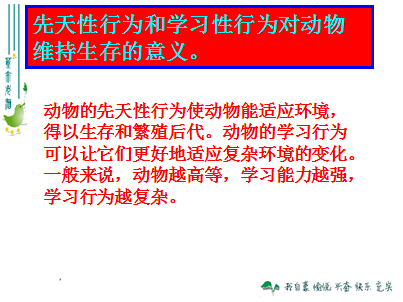 先天性行为和学习性行为对动物
维持生存的意义。
动物的先天性行为使动物能适应环境，
得以生存和繁殖后代。动物的学习行为
可以让它们更好地适应复杂环境的变化。
一般来说，动物越高等，学习能力越强，
学习行为越复杂。